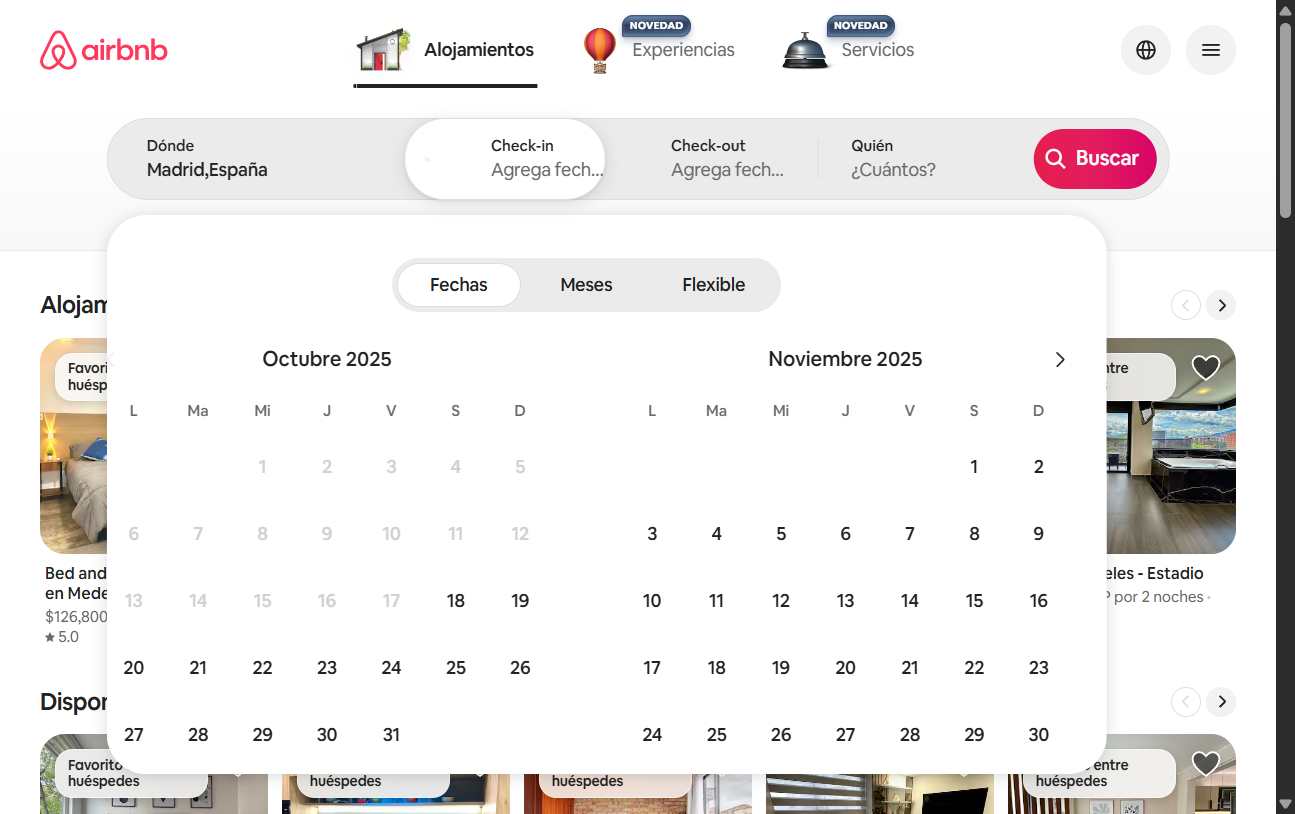 airbnb
Alojamientos
NOVEDAD
Experiencias
NOVEDAD
Servicios
Dónde
Madrid,España
Check-in
Agrega fech...
Check-out
Agrega fech...
Quién
¿Cuántos?
Buscar
Fechas
Meses
Flexible
Alojam
Favori
huésp
Octubre 2025
L Ma Mi J V S D
1 2 3 4 5
6 7 8 9 10 11 12
13 14 15 16 17 18 19
20 21 22 23 24 25 26
27 28 29 30 31
Noviembre 2025
L Ma Mi J V S D
1 2
3 4 5 6 7 8 9
10 11 12 13 14 15 16
17 18 19 20 21 22 23
24 25 26 27 28 29 30
ntre
Bed and
en Mede
$126,800
5.0
eles - Estadio
P por 2 noches ·
Dispon
Favorito
huéspedes
huéspedes
huéspedes
entre
huéspedes